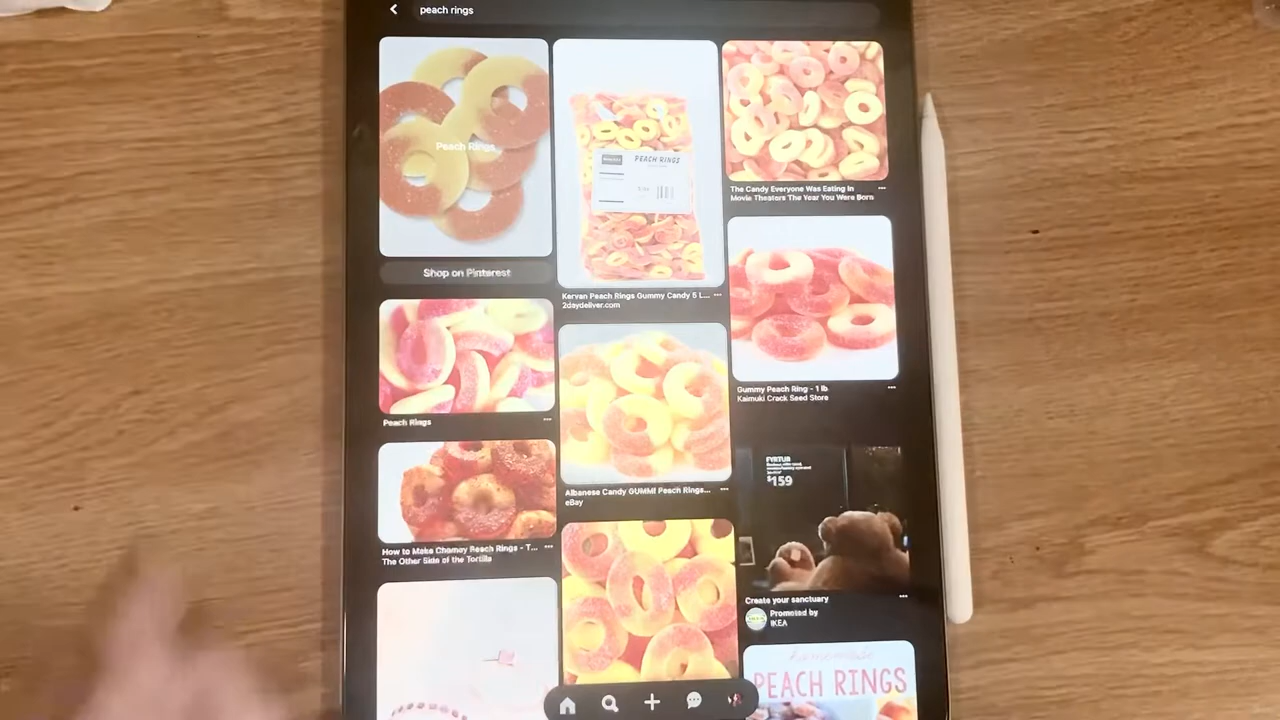 peach rings
Peach Rings
Shop on Pinterest
Peach Rings
How to Make Chamoy Peach Rings - T...
The Other Side of the Tortilla
PEACH RINGS
Kervan Peach Rings Gummy Candy 5 L...
2daydeliver.com
Albanese Candy GUMMI Peach Rings...
eBay
The Candy Everyone Was Eating In
Movie Theaters The Year You Were Born
Gummy Peach Ring - 1 lb
Kaimuki Crack Seed Store
FYRTUR
$159
Create your sanctuary
Promoted by
IKEA
homemade
PEACH RINGS